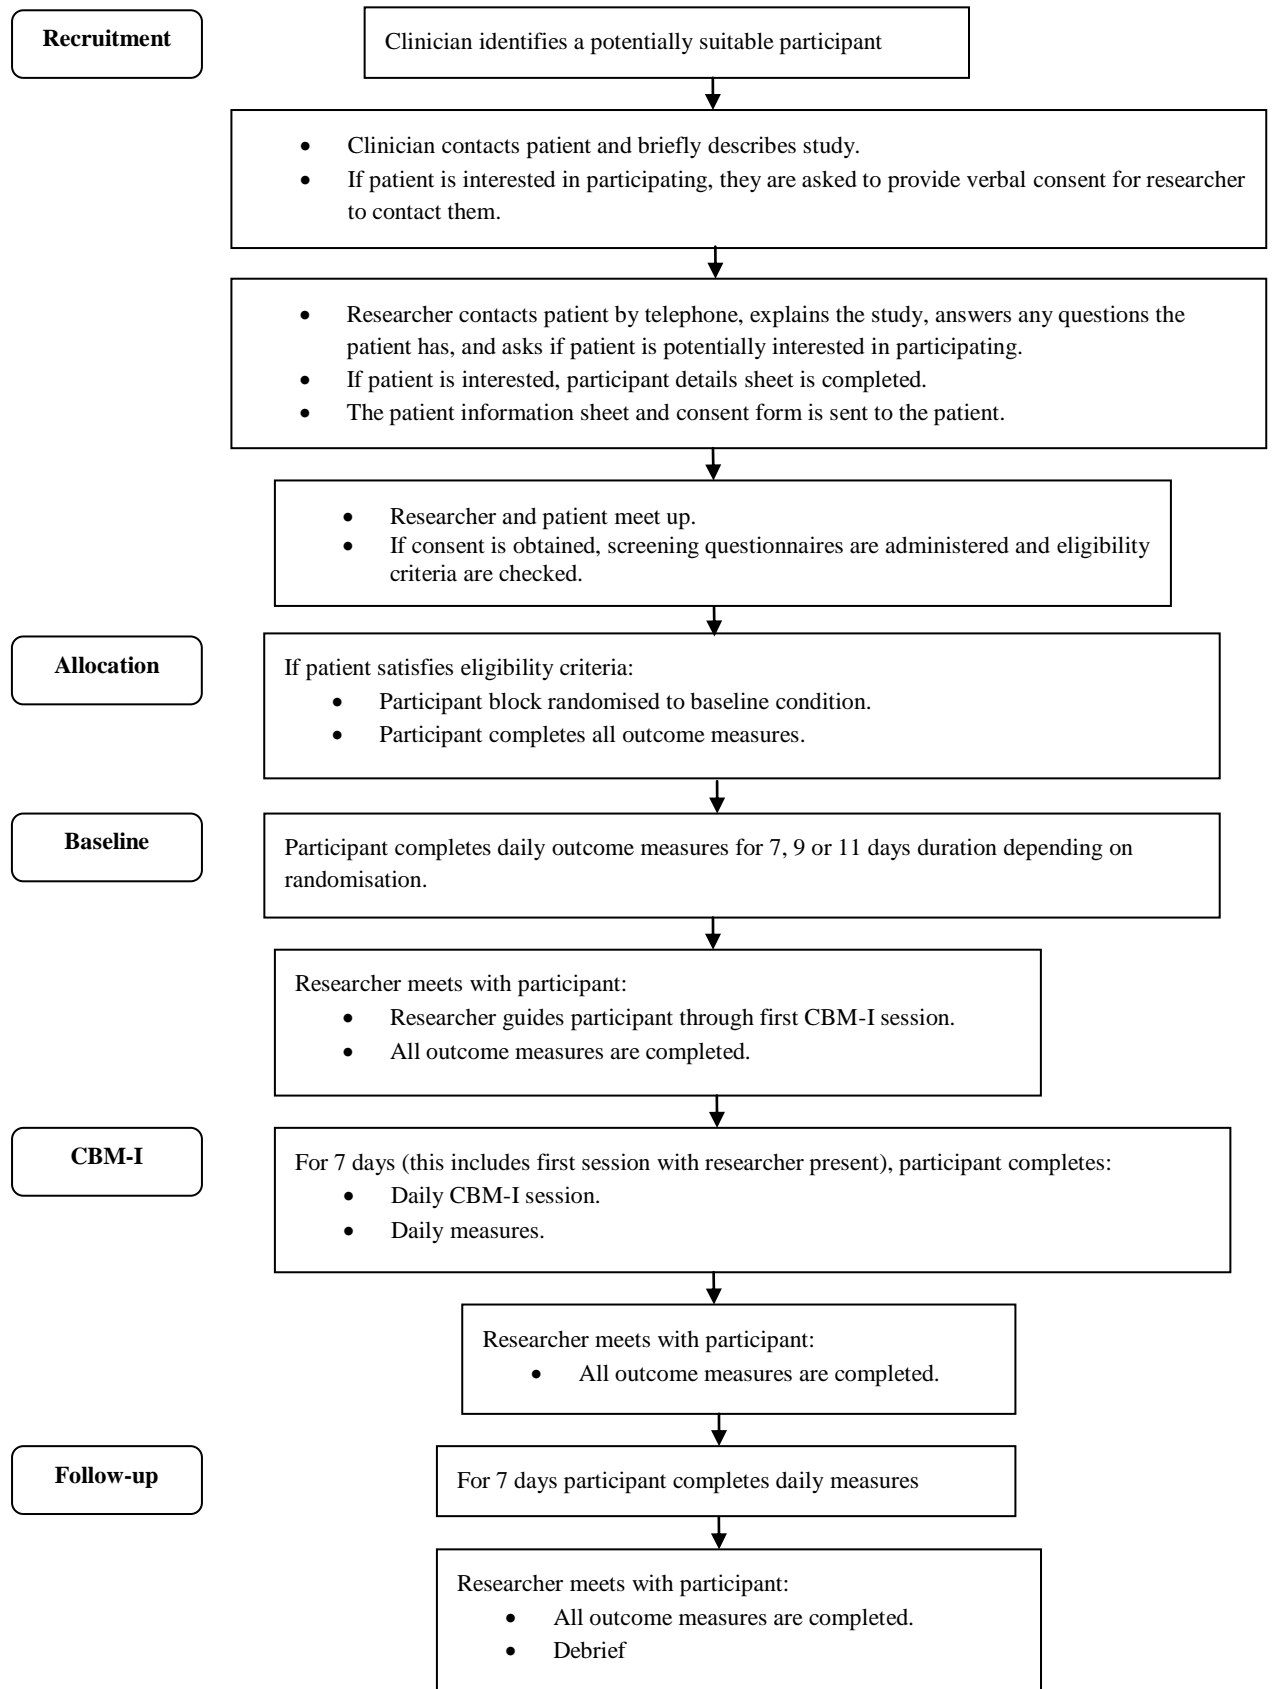 Recruitment
Clinician identifies a potentially suitable participant
• Clinician contacts patient and briefly describes study.
• If patient is interested in participating, they are asked to provide verbal consent for researcher
to contact them.
• Researcher contacts patient by telephone, explains the study, answers any questions the
patient has, and asks if patient is potentially interested in participating.
• If patient is interested, participant details sheet is completed.
• The patient information sheet and consent form is sent to the patient.
• Researcher and patient meet up.
• If consent is obtained, screening questionnaires are administered and eligibility
criteria are checked.
Allocation
If patient satisfies eligibility criteria:
• Participant block randomised to baseline condition.
• Participant completes all outcome measures.
Baseline
Participant completes daily outcome measures for 7, 9 or 11 days duration depending on
randomisation.
Researcher meets with participant:
• Researcher guides participant through first CBM-I session.
• All outcome measures are completed.
CBM-I
For 7 days (this includes first session with researcher present), participant completes:
• Daily CBM-I session.
• Daily measures.
Researcher meets with participant:
• All outcome measures are completed.
Follow-up
For 7 days participant completes daily measures
Researcher meets with participant:
• All outcome measures are completed.
• Debrief